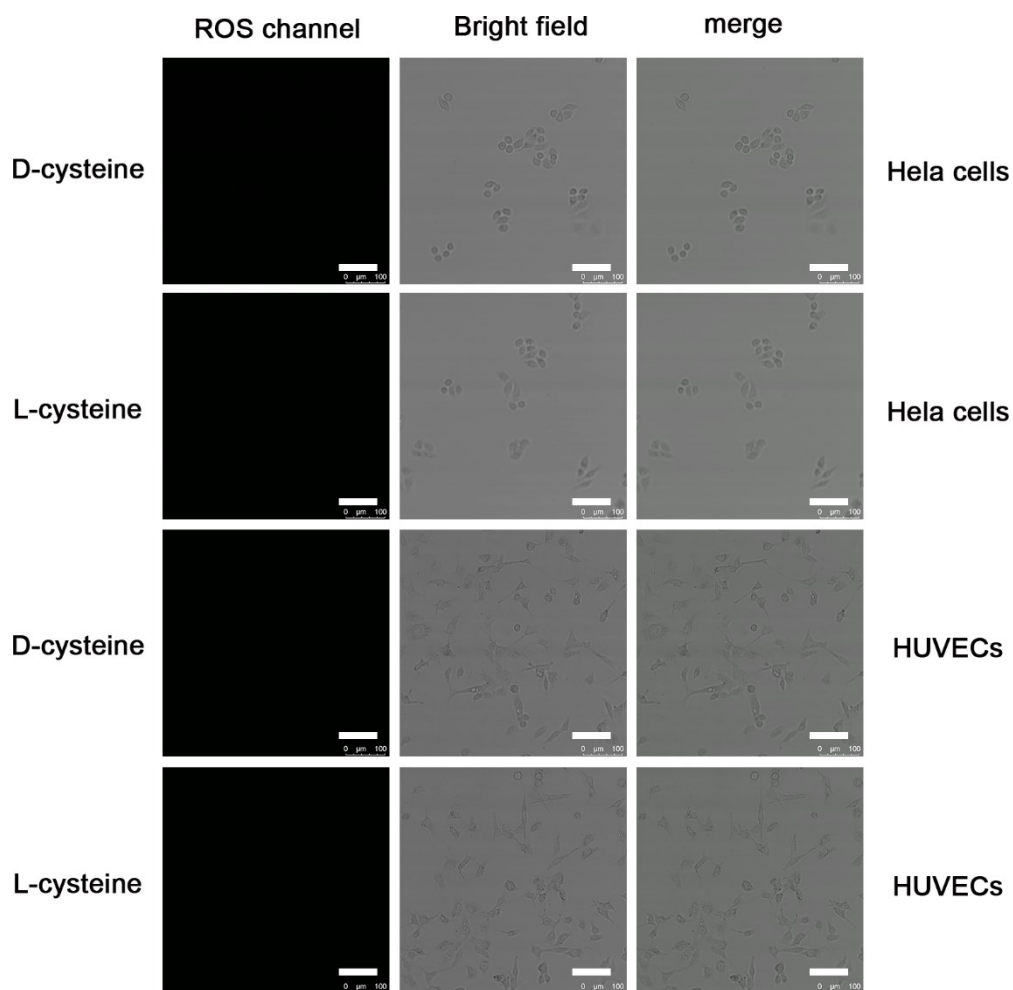 ROS channel Bright field merge
D-cysteine Hela cells
0 µm 100 0 µm 100 0 µm 100
L-cysteine Hela cells
0 µm 100 0 µm 100 0 µm 100
D-cysteine HUVECs
0 µm 100 0 µm 100 0 µm 100
L-cysteine HUVECs
0 µm 100 0 µm 100 0 µm 100